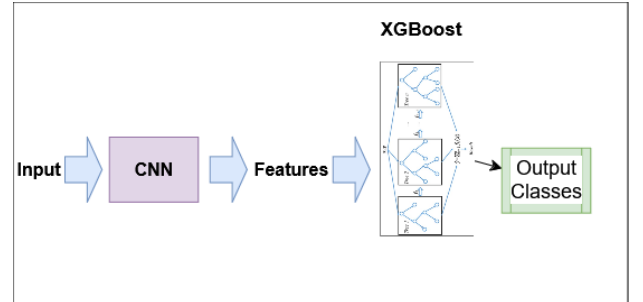 XGBoost
Input
CNN
Features
Output
Classes